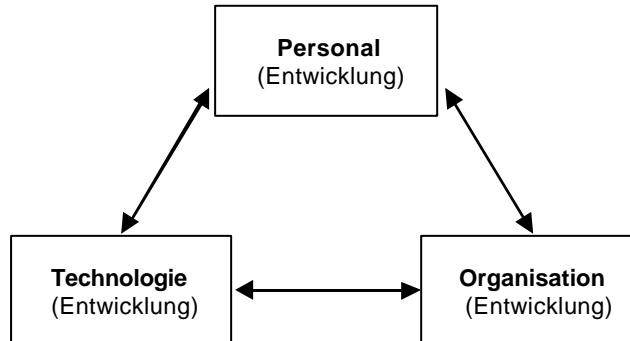 Personal
(Entwicklung)
Technologie
(Entwicklung)
Organisation
(Entwicklung)